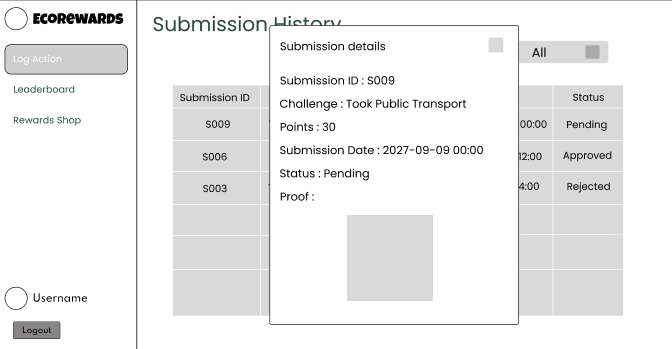 ECOREWARDS
Log Action
Leaderboard
Rewards Shop
Username
Logout
Submission History
All
Submission ID
Status
S009
00:00
Pending
S006
12:00
Approved
S003
4:00
Rejected
Submission details
Submission ID : S009
Challenge : Took Public Transport
Points : 30
Submission Date : 2027-09-09 00:00
Status : Pending
Proof :